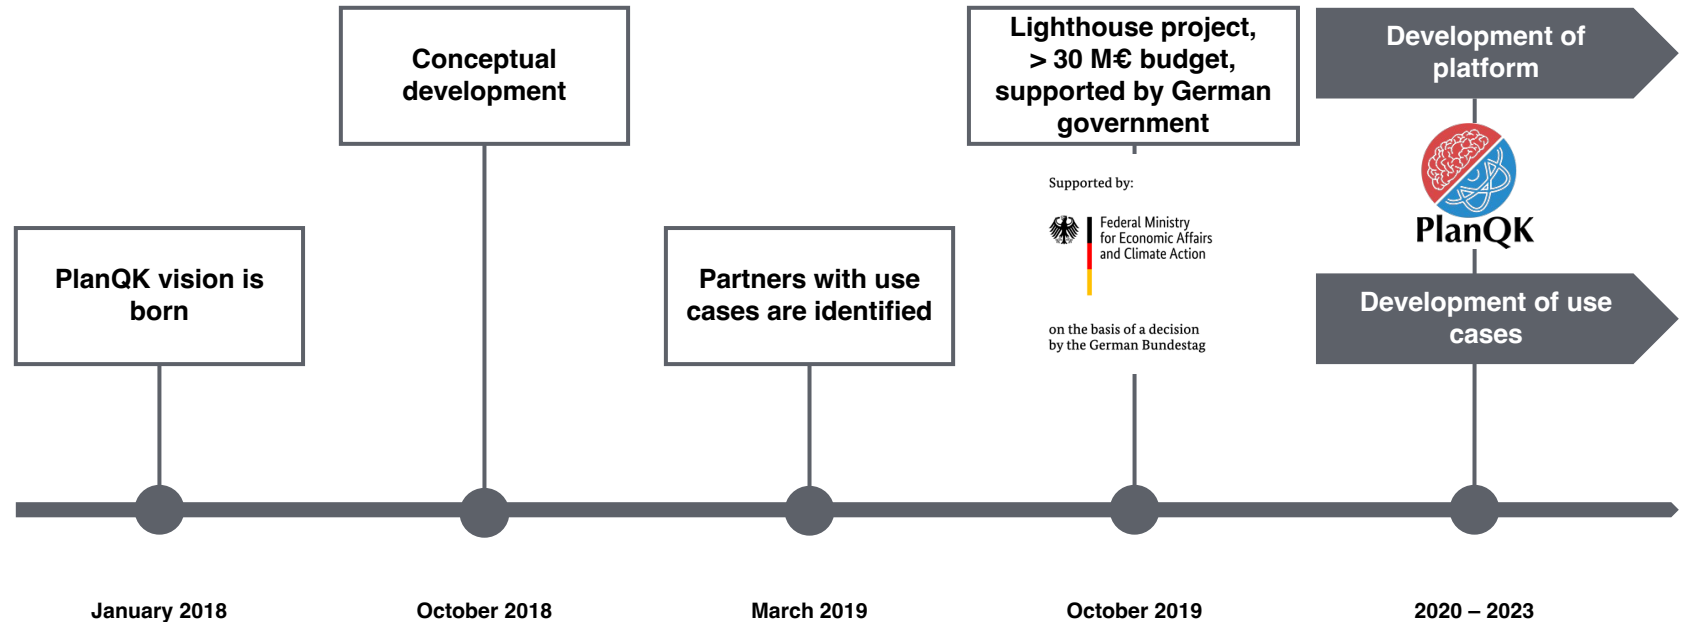 PlanQK vision is
born
Conceptual
development
Partners with use
cases are identified
Lighthouse project,
> 30 M€ budget,
supported by German
government
Supported by:
Federal Ministry
for Economic Affairs
and Climate Action
on the basis of a decision
by the German Bundestag
Development of
platform
PlanQK
Development of use
cases
January 2018
October 2018
March 2019
October 2019
2020 – 2023